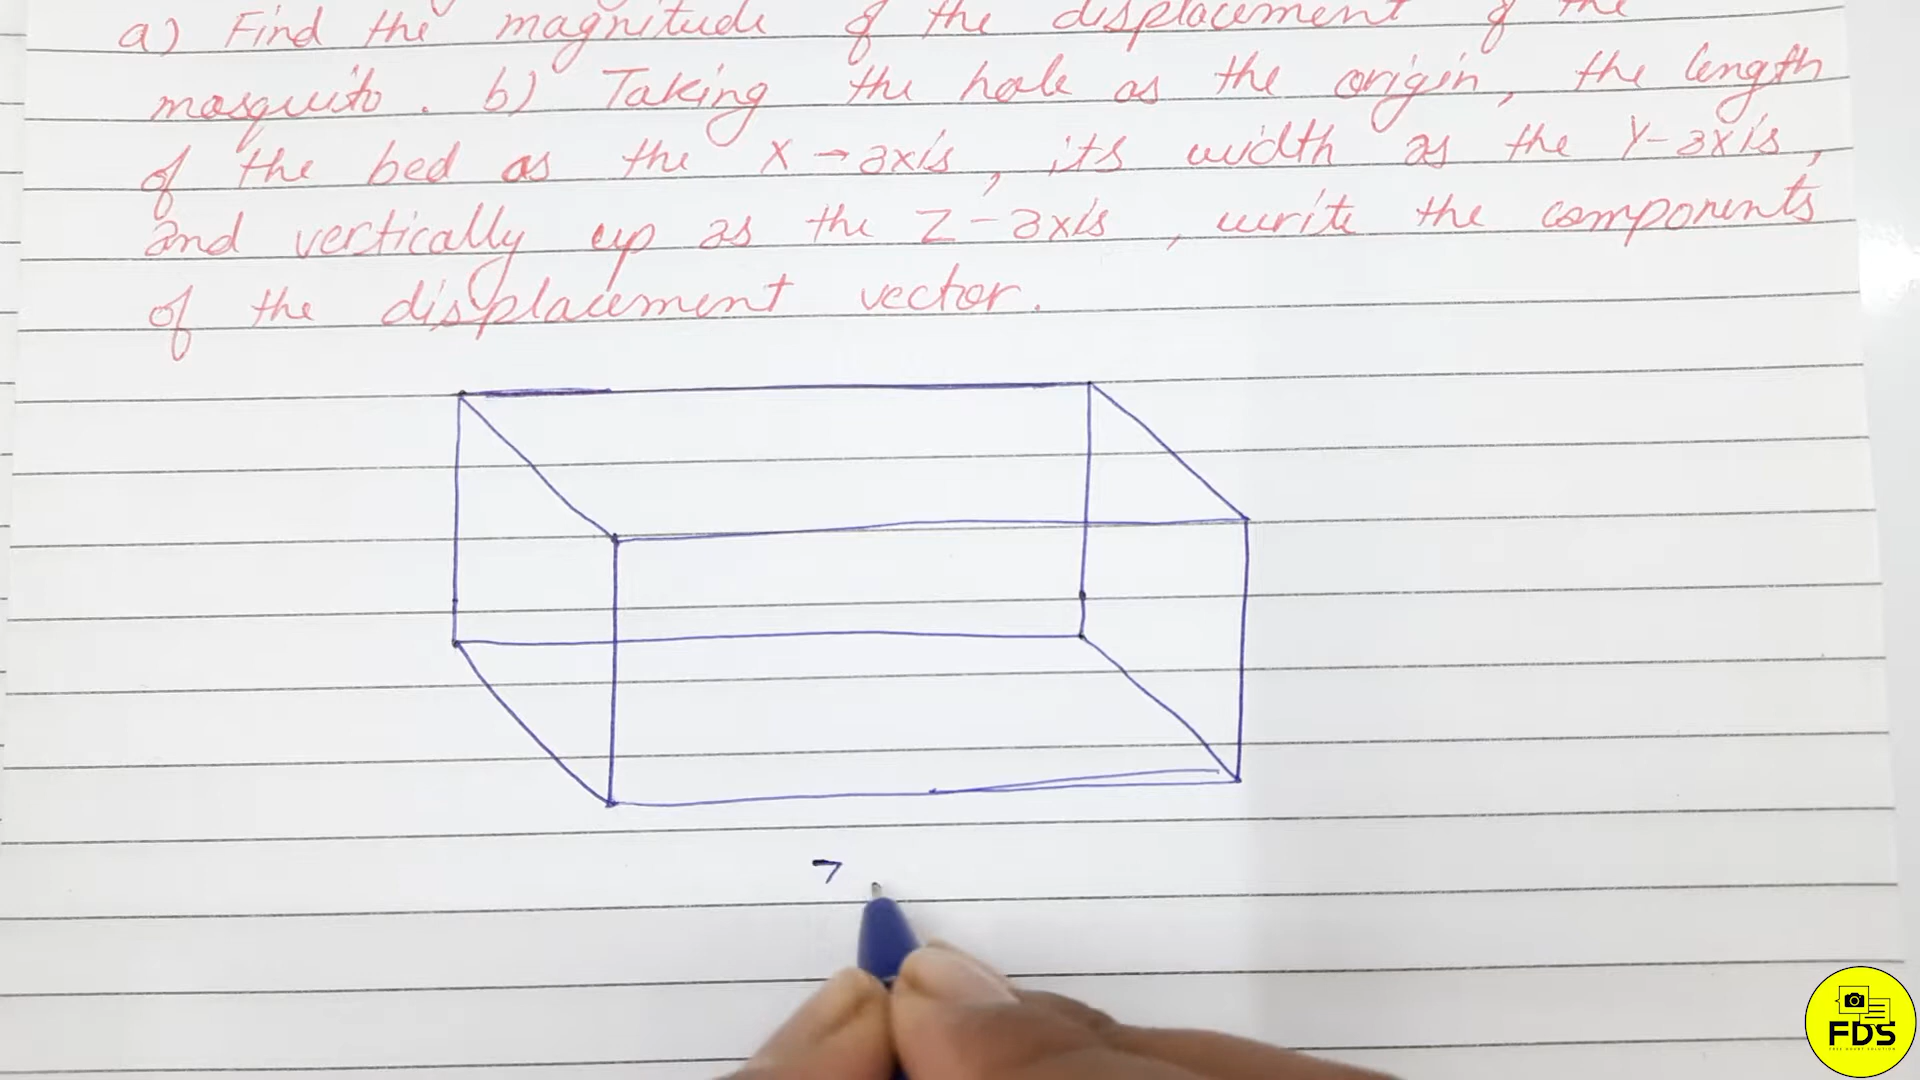 a) Find the magnitude of the displacement of the
mosquito. b) Taking the hole as the origin, the length
of the bed as the X-axis, its width as the Y-axis,
and vertically up as the Z-axis, write the components
of the displacement vector.
7
FDS